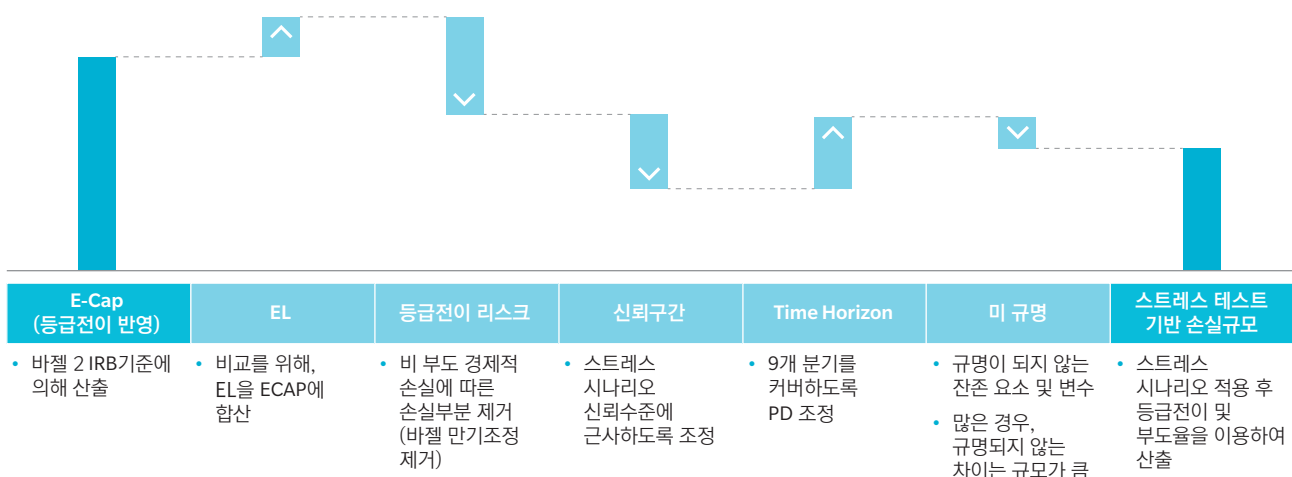 E-Cap
(등급전이 반영)
EL
등급전이 리스크
신뢰구간
Time Horizon
미 규명
스트레스 테스트
기반 손실규모
• 바젤 2 IRB기준에
의해 산출
• 비교를 위해,
EL을 ECAP에
합산
• 비 부도 경제적
손실에 따른
손실부분 제거
(바젤 만기조정
제거)
• 스트레스
시나리오
신뢰수준에
근사하도록 조정
• 9개 분기를
커버하도록
PD 조정
• 규명이 되지 않는
잔존 요소 및 변수
• 많은 경우,
규명되지 않는
차이는 규모가 큼
• 스트레스
시나리오 적용 후
등급전이 및
부도율을 이용하여
산출